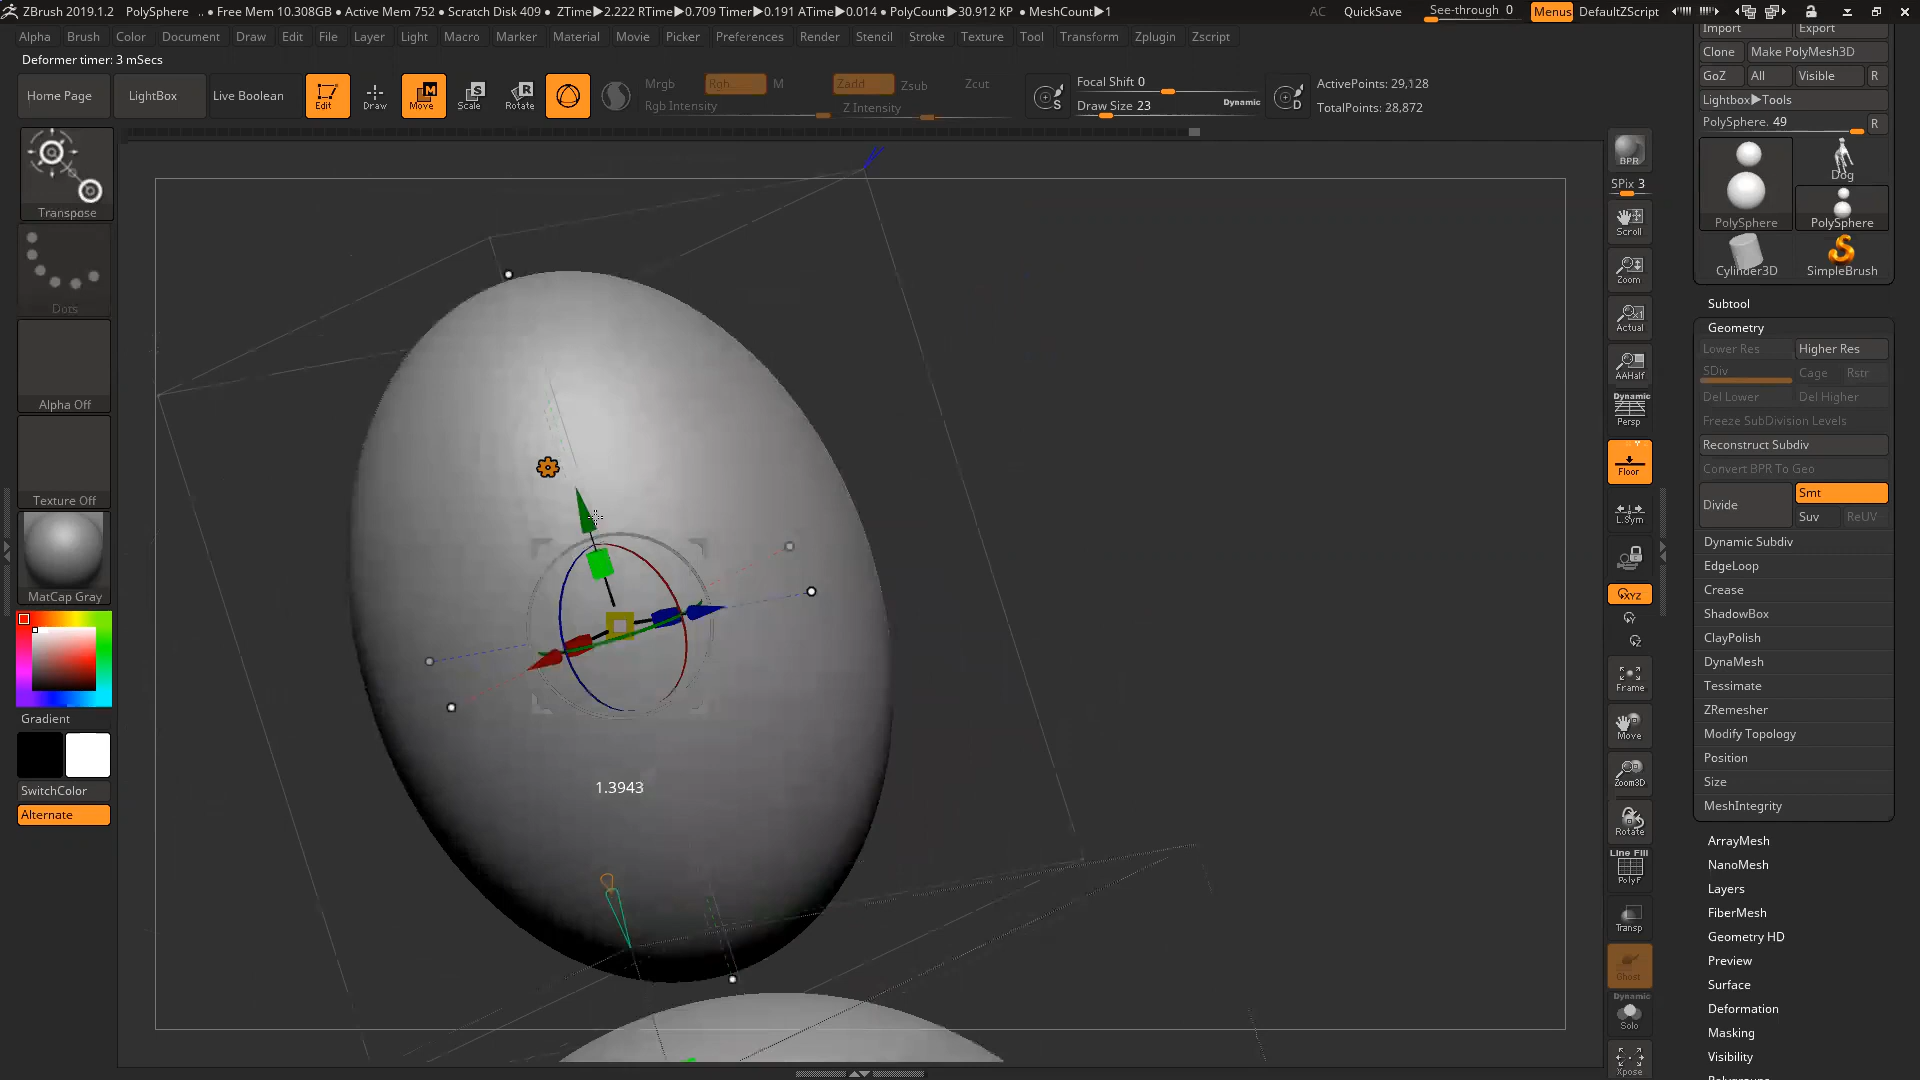 ZBrush 2019.1.2 PolySphere .. • Free Mem 10.308GB • Active Mem 752 • Scratch Disk 409 • ZTime▶2.222 RTime▶0.709 Timer▶0.191 ATime▶0.014 • PolyCount▶30.912 KP • MeshCount▶1 AC QuickSave See-through 0 Menus DefaultZScript
Alpha Brush Color Document Draw Edit File Layer Light Macro Marker Material Movie Picker Preferences Render Stencil Stroke Texture Tool Transform Zplugin Zscript
Deformer timer: 3 mSecs
Home Page LightBox Live Boolean Edit Draw Move Scale Rotate
Mrgb Rgb M Zadd Zsub Zcut
Rgb Intensity Z Intensity
S Focal Shift 0
Draw Size 23 Dynamic D
ActivePoints: 29,128
TotalPoints: 28,872
Transpose
Dots
Alpha Off
Texture Off
MatCap Gray
Gradient
SwitchColor
Alternate
1.3943
BPR
SPix 3
Scroll
Zoom
Actual
AAHalf
Dynamic
Persp
Floor
L.Sym
XYZ
Y
Z
Frame
Move
Zoom3D
Rotate
Line Fill
PolyF
Transp
Ghost
Dynamic
Solo
Xpose
Import Export
Clone Make PolyMesh3D
GoZ All Visible R
Lightbox▶Tools
PolySphere. 49 R
PolySphere Dog
PolySphere
Cylinder3D SimpleBrush
Subtool
Geometry
Lower Res Higher Res
SDiv Cage Rstr
Del Lower Del Higher
Freeze SubDivision Levels
Reconstruct Subdiv
Convert BPR To Geo
Divide Smt
Suv ReUV
Dynamic Subdiv
EdgeLoop
Crease
ShadowBox
ClayPolish
DynaMesh
Tessimate
ZRemesher
Modify Topology
Position
Size
MeshIntegrity
ArrayMesh
NanoMesh
Layers
FiberMesh
Geometry HD
Preview
Surface
Deformation
Masking
Visibility
Polygroups